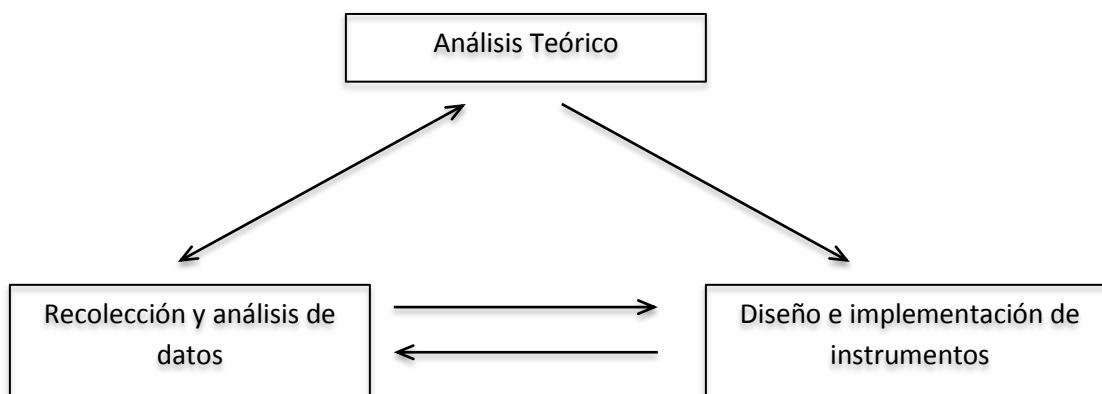 Análisis Teórico
Recolección y análisis de
datos
Diseño e implementación de
instrumentos